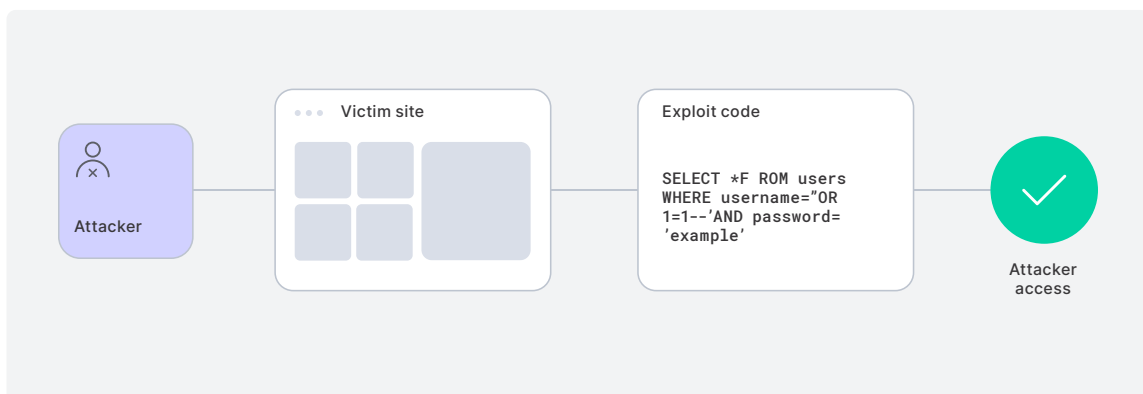 Attacker
Victim site
Exploit code
SELECT *F ROM users
WHERE username=”OR
1=1--’AND password=
’example’
Attacker
access